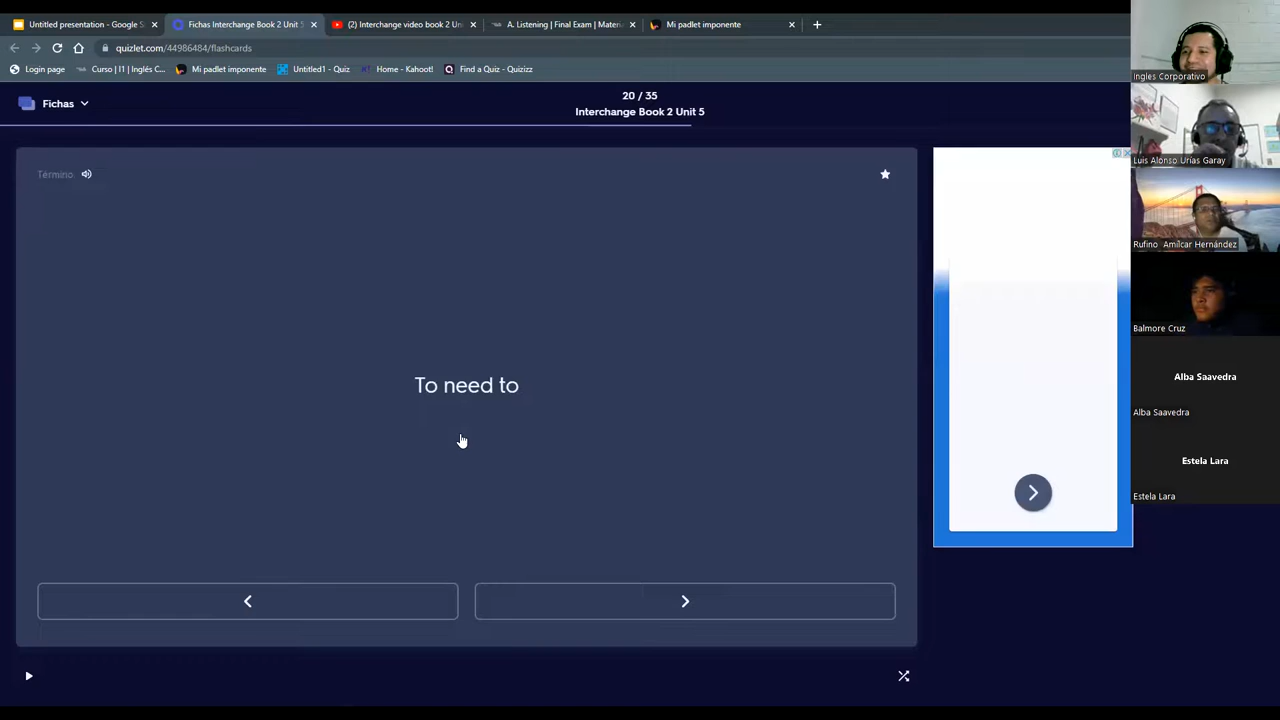 Untitled presentation - Google S
Fichas Interchange Book 2 Unit 5
(2) Interchange video book 2 Un
A. Listening | Final Exam | Mater
Mi padlet imponente
quizlet.com/44986484/flashcards
Login page
Curso | I1 | Inglés C...
Mi padlet imponente
Untitled1 - Quiz
Home - Kahoot!
Find a Quiz - Quizizz
Fichas
20 / 35
Interchange Book 2 Unit 5
Término
To need to
Ingles Corporativo
Luis Alonso Urías Garay
Rufino Amílcar Hernández
Balmore Cruz
Alba Saavedra
Alba Saavedra
Estela Lara
Estela Lara